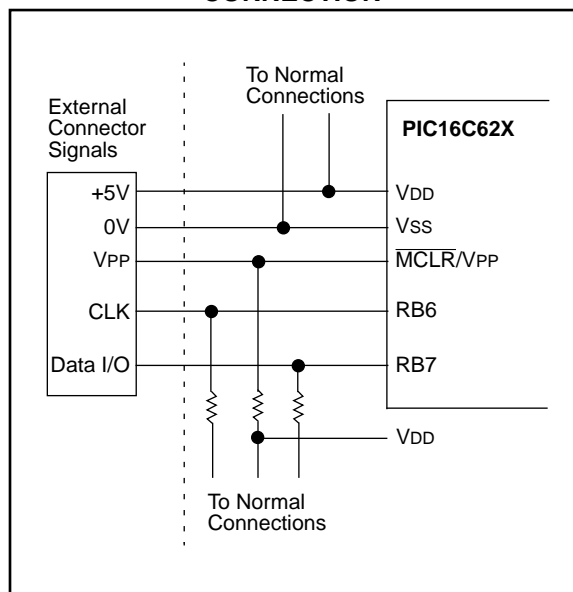 CONNECTION
To Normal
Connections
External
Connector
Signals
PIC16C62X
+5V
VDD
0V
VSS
VPP
MCLR/VPP
CLK
RB6
Data I/O
RB7
VDD
To Normal
Connections